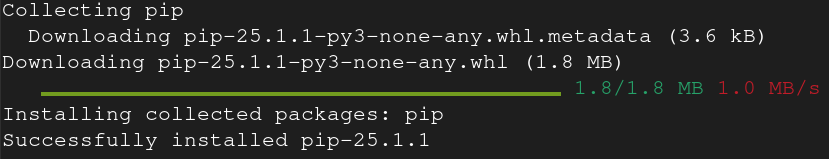 Collecting pip
  Downloading pip-25.1.1-py3-none-any.whl.metadata (3.6 kB)
Downloading pip-25.1.1-py3-none-any.whl (1.8 MB)
1.8/1.8 MB 1.0 MB/s
Installing collected packages: pip
Successfully installed pip-25.1.1